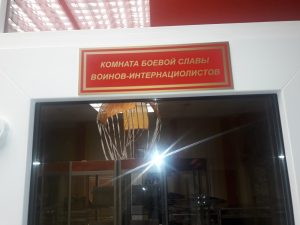 КОМНАТА БОЕВОЙ СЛАВЫ
ВОИНОВ-ИНТЕРНАЦИОЛИСТОВ